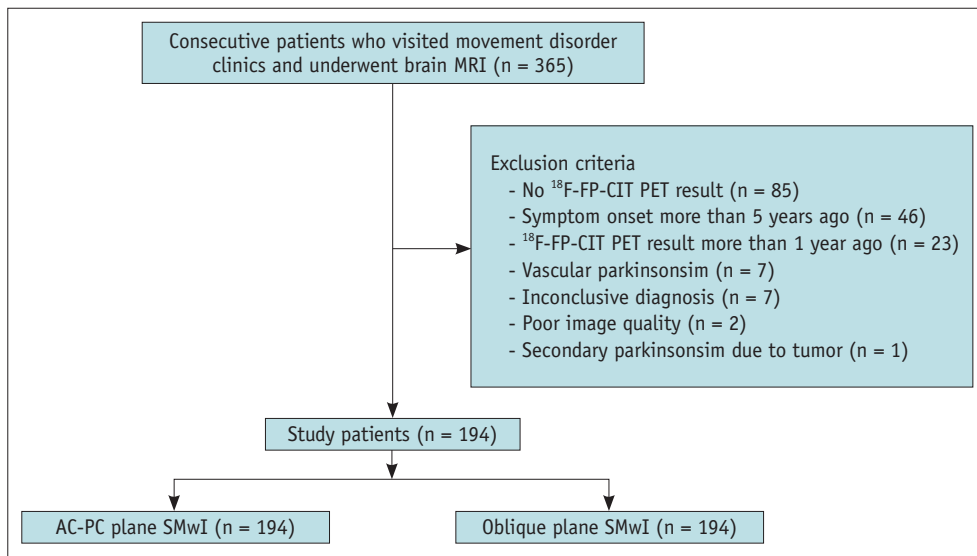 Consecutive patients who visited movement disorder
clinics and underwent brain MRI (n = 365)
Exclusion criteria
- No ¹⁸F-FP-CIT PET result (n = 85)
- Symptom onset more than 5 years ago (n = 46)
- ¹⁸F-FP-CIT PET result more than 1 year ago (n = 23)
- Vascular parkinsonsim (n = 7)
- Inconclusive diagnosis (n = 7)
- Poor image quality (n = 2)
- Secondary parkinsonsim due to tumor (n = 1)
Study patients (n = 194)
AC-PC plane SMwI (n = 194)
Oblique plane SMwI (n = 194)